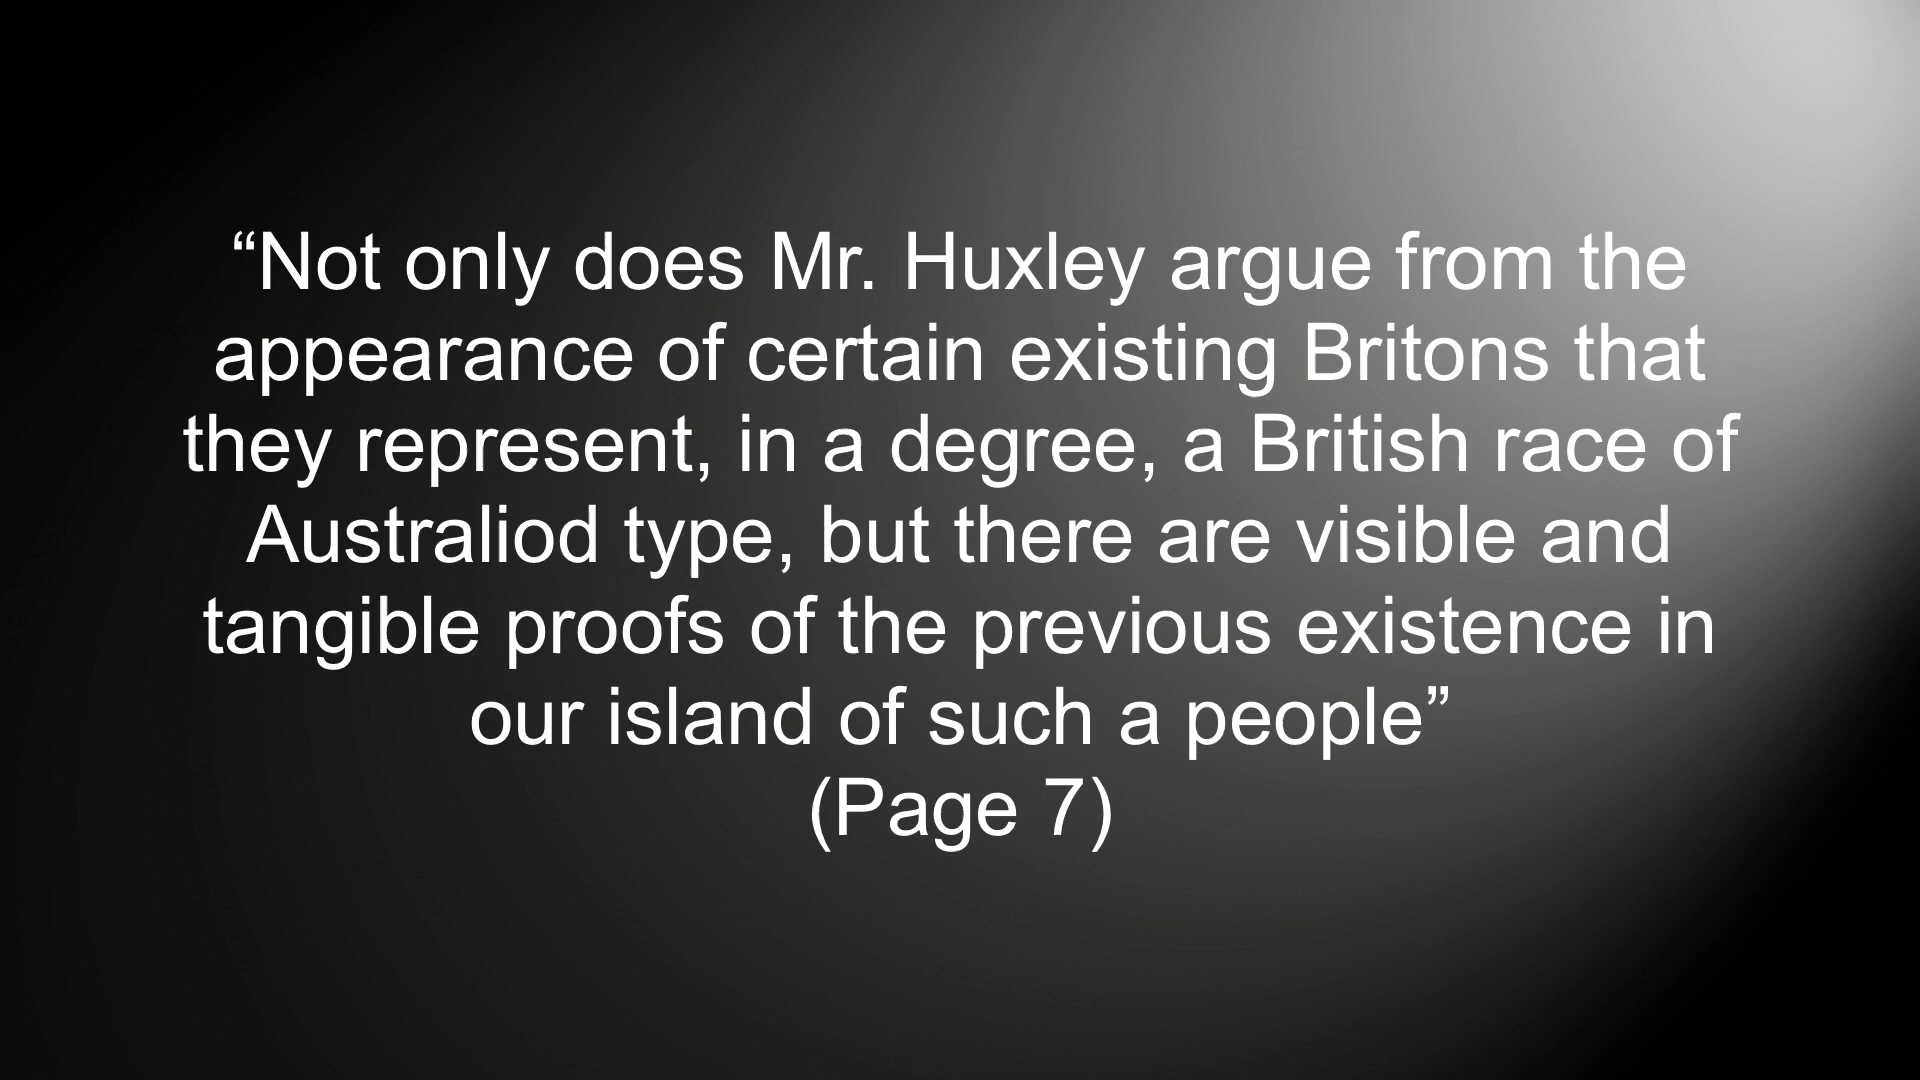 “Not only does Mr. Huxley argue from the
appearance of certain existing Britons that
they represent, in a degree, a British race of
Australiod type, but there are visible and
tangible proofs of the previous existence in
our island of such a people”
(Page 7)